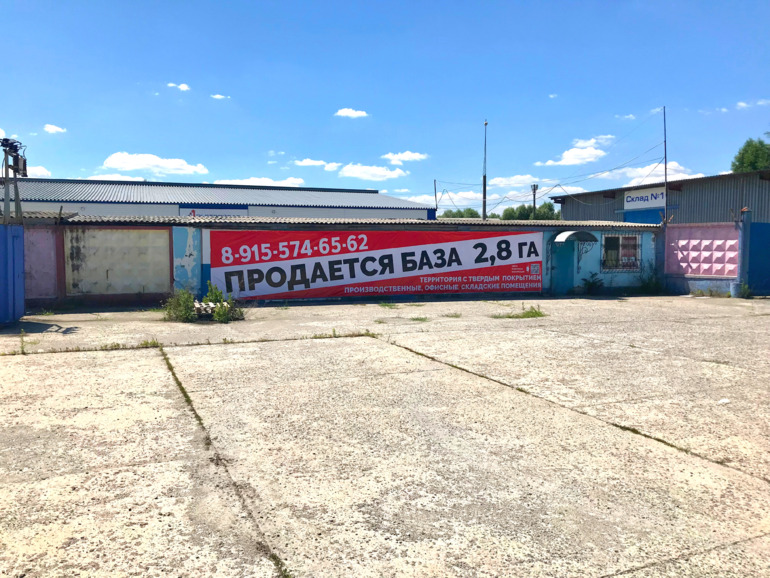 8-915-574-65-62
ПРОДАЕТСЯ БАЗА 2,8 ГА
ТЕРРИТОРИЯ С ТВЕРДЫМ ПОКРЫТИЕМ
ПРОИЗВОДСТВЕННЫЕ, ОФИСНЫЕ, СКЛАДСКИЕ ПОМЕЩЕНИЯ
Склад №1